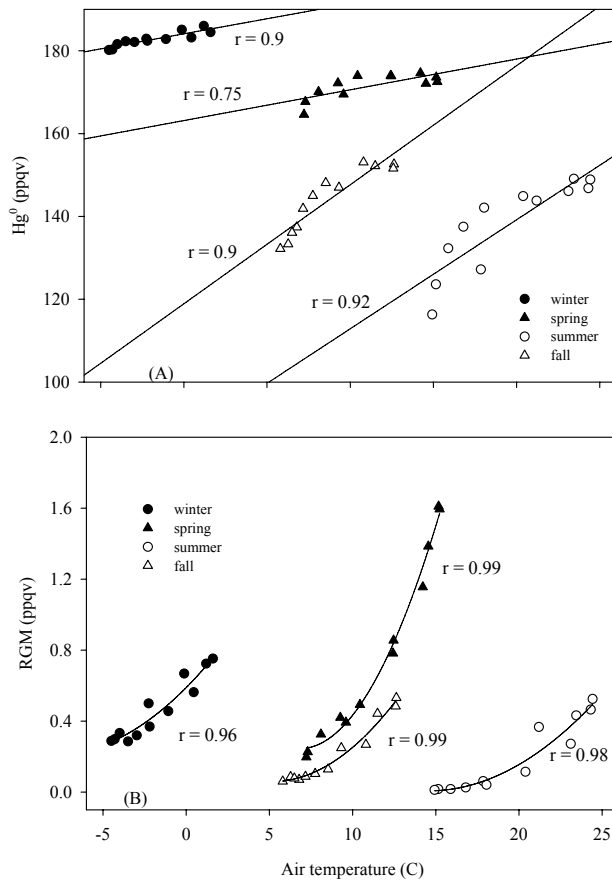 180
160
140
120
100
Hg⁰ (ppqv)
r = 0.9
r = 0.75
r = 0.9
r = 0.92
winter
spring
summer
fall
(A)
2.0
1.6
1.2
0.8
0.4
0.0
RGM (ppqv)
winter
spring
summer
fall
r = 0.99
r = 0.96
r = 0.99
r = 0.98
(B)
-5 0 5 10 15 20 25
Air temperature (C)